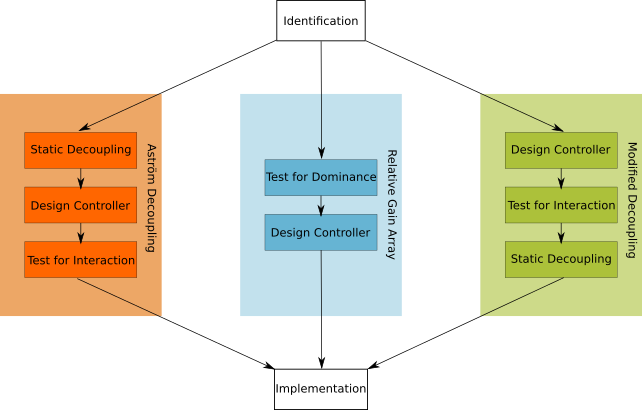 Identification
Static Decoupling
Design Controller
Test for Interaction
Aström Decoupling
Test for Dominance
Design Controller
Relative Gain Array
Design Controller
Test for Interaction
Static Decoupling
Modified Decoupling
Implementation